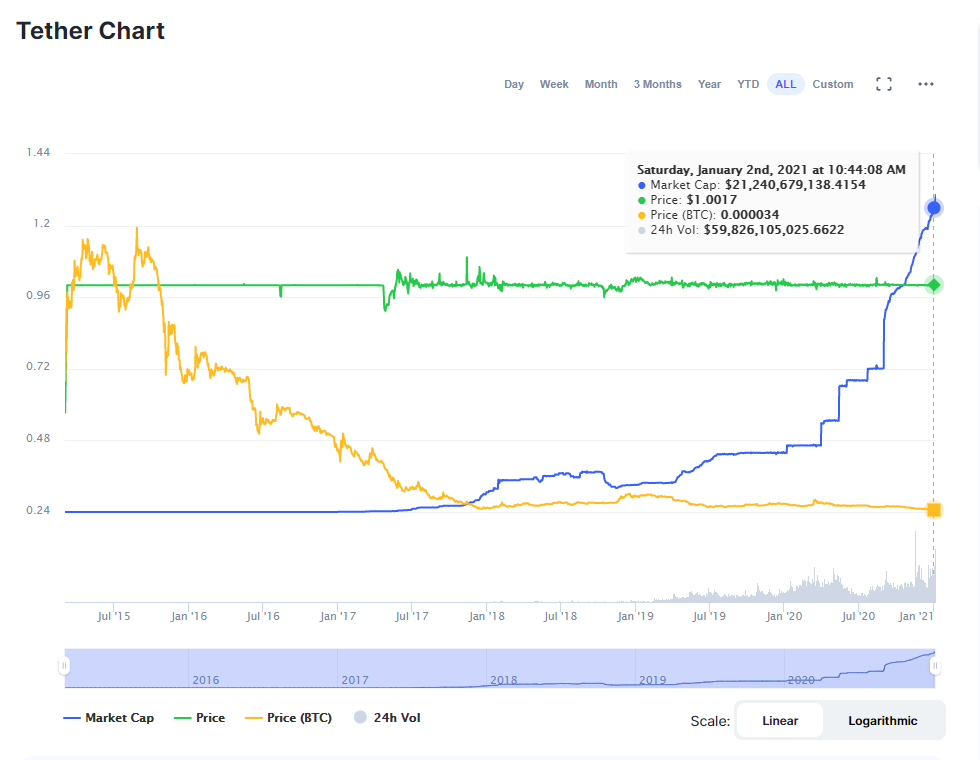 Tether Chart
Day Week Month 3 Months Year YTD ALL Custom
1.44
1.2
0.96
0.72
0.48
0.24
Saturday, January 2nd, 2021 at 10:44:08 AM
Market Cap: $21,240,679,138.4154
Price: $1.0017
Price (BTC): 0.000034
24h Vol: $59,826,105,025.6622
Jul '15 Jan '16 Jul '16 Jan '17 Jul '17 Jan '18 Jul '18 Jan '19 Jul '19 Jan '20 Jul '20 Jan '21
2016 2017 2018 2019 2020
Market Cap Price Price (BTC) 24h Vol
Scale: Linear Logarithmic